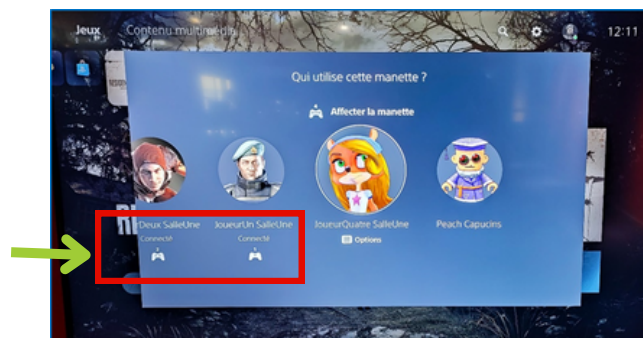 Jeux Contenu multimédia 12:11
Qui utilise cette manette ?
Affecter la manette
rDeux SalleUne JoueurUn SalleUne JoueurQuatre SalleUne Peach Capucins
Connecté Connecté Options